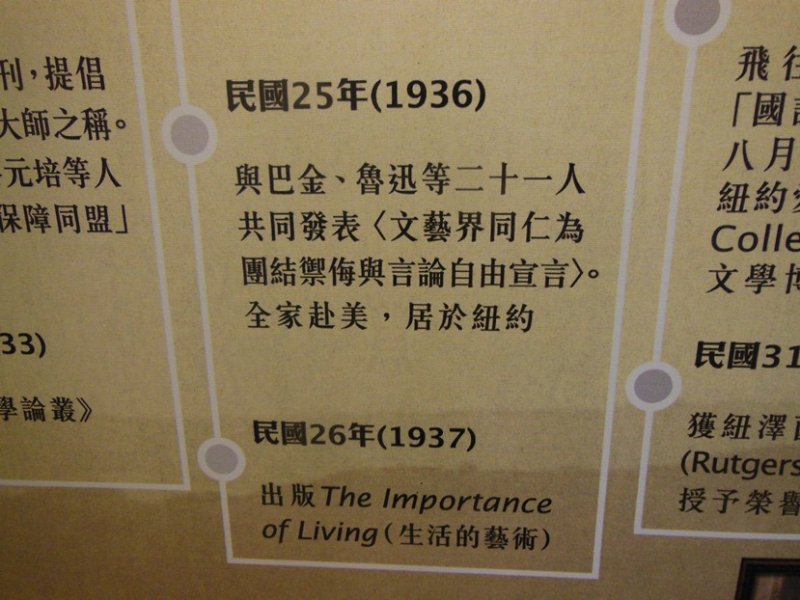 刊，提倡
大師之稱。
元培等人
保障同盟」
33)
學論叢》
民國25年(1936)
與巴金、魯迅等二十一人
共同發表〈文藝界同仁為
團結禦侮與言論自由宣言〉。
全家赴美，居於紐約
民國26年(1937)
出版The Importance
of Living(生活的藝術)
飛往
「國
八月
紐約
Colle
文學博
民國31
獲紐澤西
(Rutgers
授予榮譽